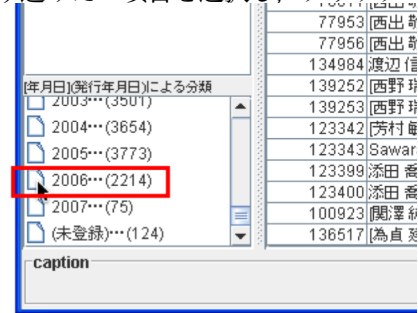 77953 [西出
77956 [西出
134984 渡辺 信
[年月日](発行年月日)による分類
139252 [西野
2003…(3501)
139253 [西野
2004…(3654)
123342 [芳村
2005…(3773)
123343 Sawar
2006…(2214)
123399 添田 喬
2007…(75)
123400 添田 喬
100923 [関澤
(未登録)…(124)
136517 [為貞
caption